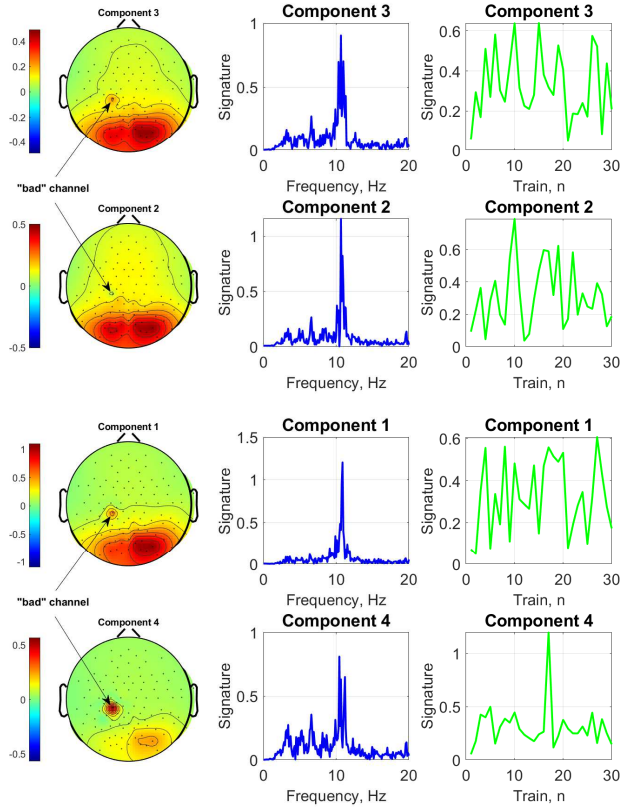 Component 3
Component 3
Component 3
0.4
0.2
0
-0.2
-0.4
Signature
1
0.5
0
0
10
20
Frequency, Hz
Signature
0.6
0.4
0.2
0
0
10
20
30
Train, n
"bad" channel
Component 2
Component 2
Component 2
0.5
0
-0.5
Signature
1
0.5
0
0
10
20
Frequency, Hz
Signature
0.6
0.4
0.2
0
0
10
20
30
Train, n
Component 1
Component 1
Component 1
1
0.5
0
-0.5
-1
Signature
1.5
1
0.5
0
0
10
20
Frequency, Hz
Signature
0.6
0.4
0.2
0
0
10
20
30
Train, n
"bad" channel
Component 4
Component 4
Component 4
0.5
0
-0.5
Signature
1
0.5
0
0
10
20
Frequency, Hz
Signature
1
0.5
0
0
10
20
30
Train, n